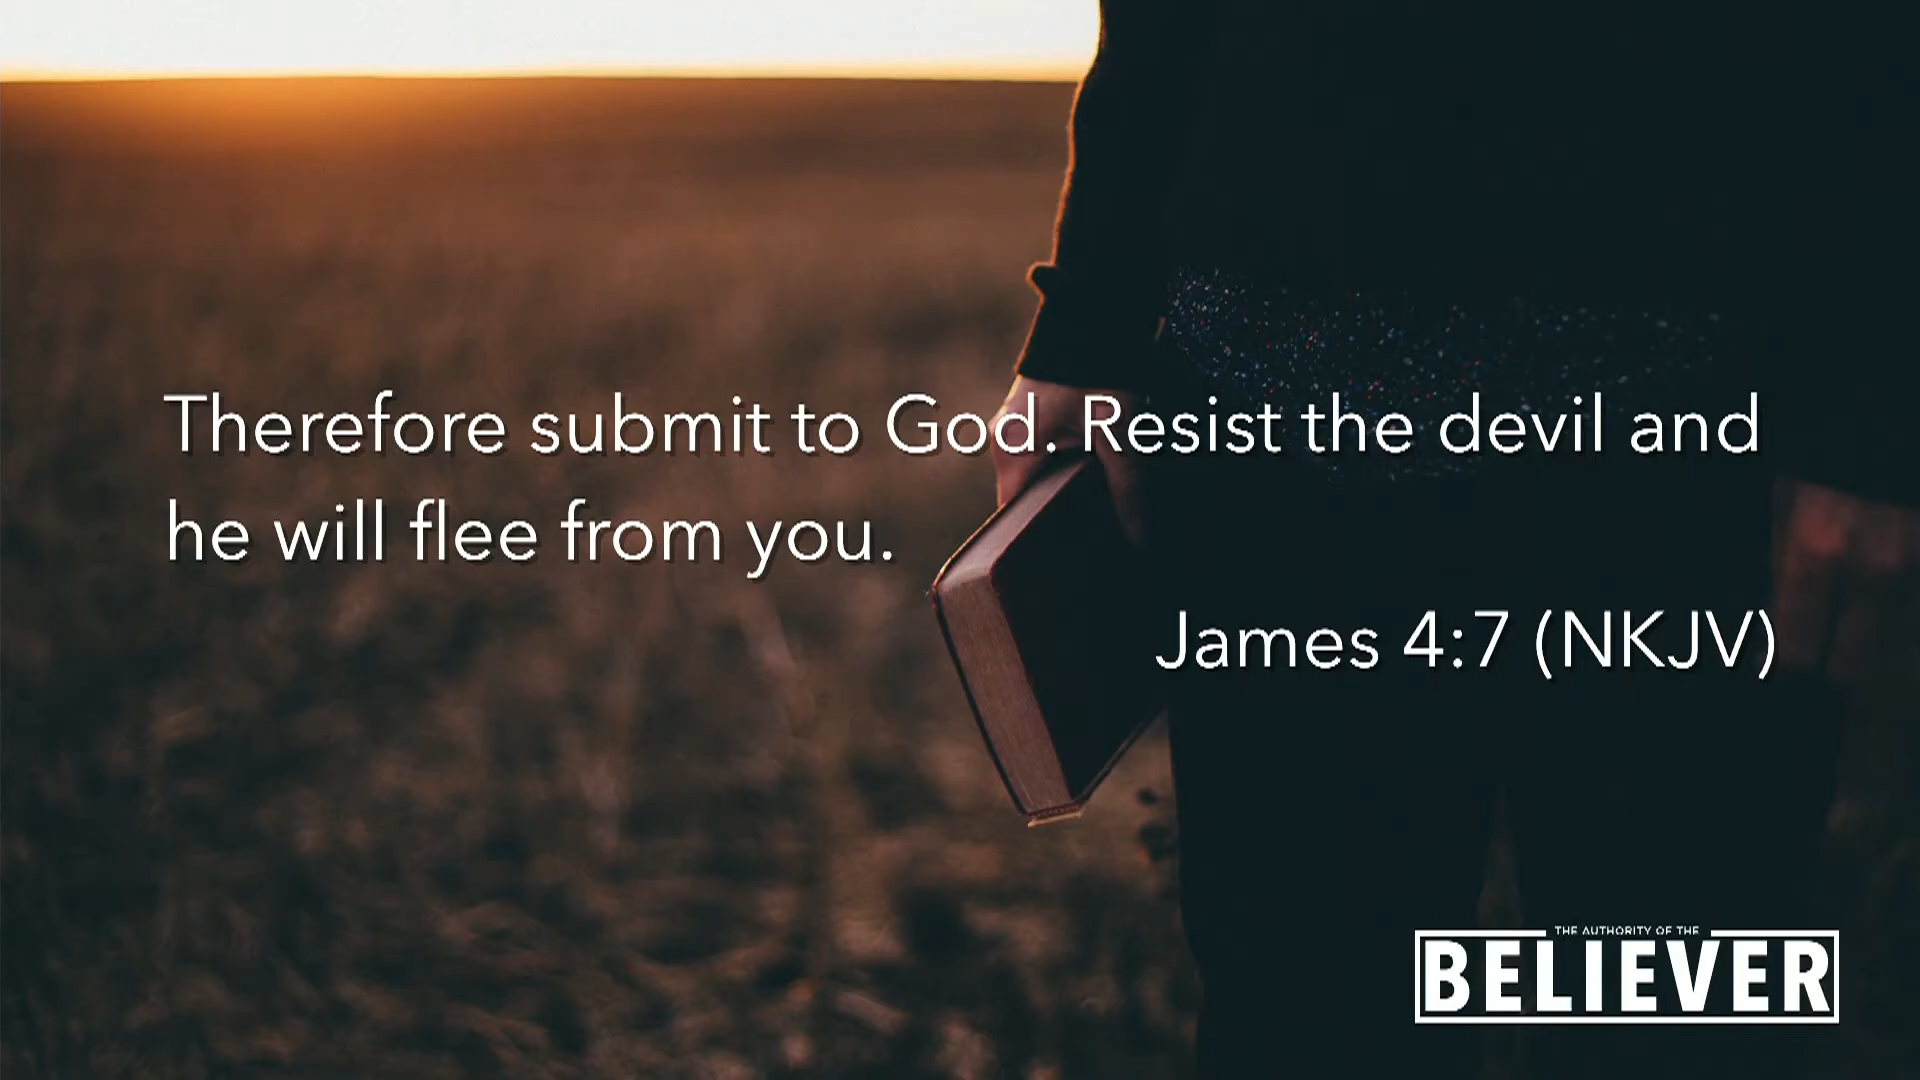 Therefore submit to God. Resist the devil and
he will flee from you.
James 4:7 (NKJV)
THE AUTHORITY OF THE
BELIEVER